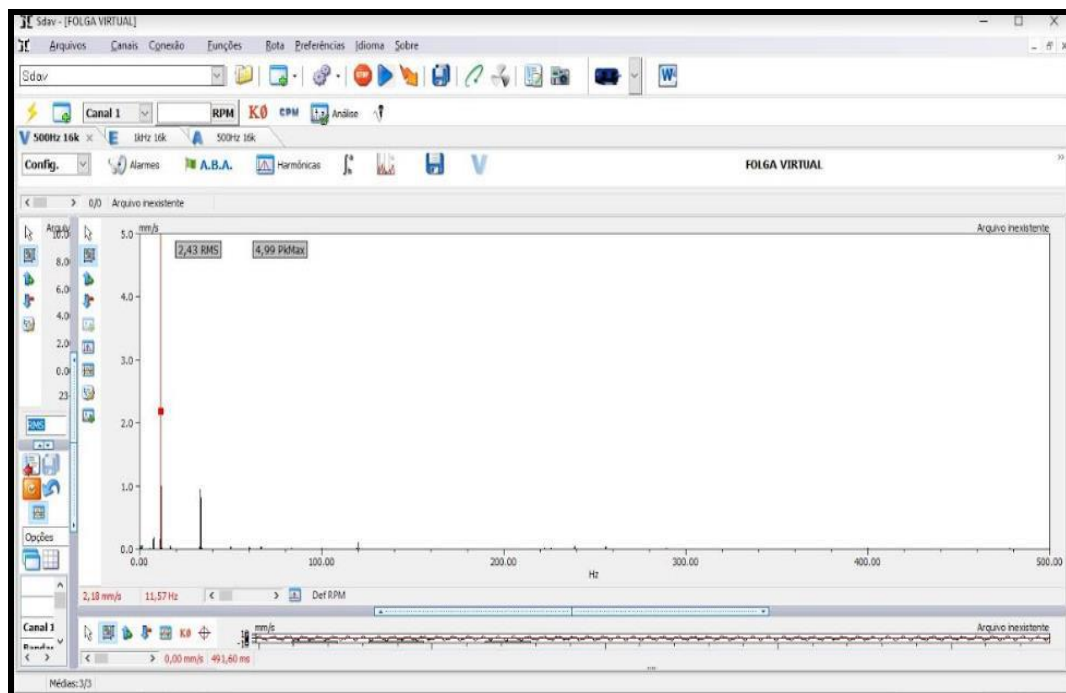 Sdav - [FOLGA VIRTUAL]
Arquivos Canais Conexão Funções Rota Preferências Idioma Sobre
Sdav
Canal 1 RPM KØ CPM Análise
V 500Hz 16k × E 1kHz 16k A 500Hz 16k
Config. Alarmes A.B.A. Harmônicas V FOLGA VIRTUAL
0/0 Arquivo inexistente
mm/s Arquivo inexistente
2,43 RMS 4,99 PkMax
5.0
4.0
3.0
2.0
1.0
0.0
8.0
6.0
4.0
2.0
0.0
23
RMS
Opções
0.00 100.00 200.00 300.00 400.00 500.00
Hz
2,18 mm/s 11,57 Hz Def RPM
Canal 1
mm/s Arquivo inexistente
KØ
0,00 mm/s 491,60 ms
Médias:3/3